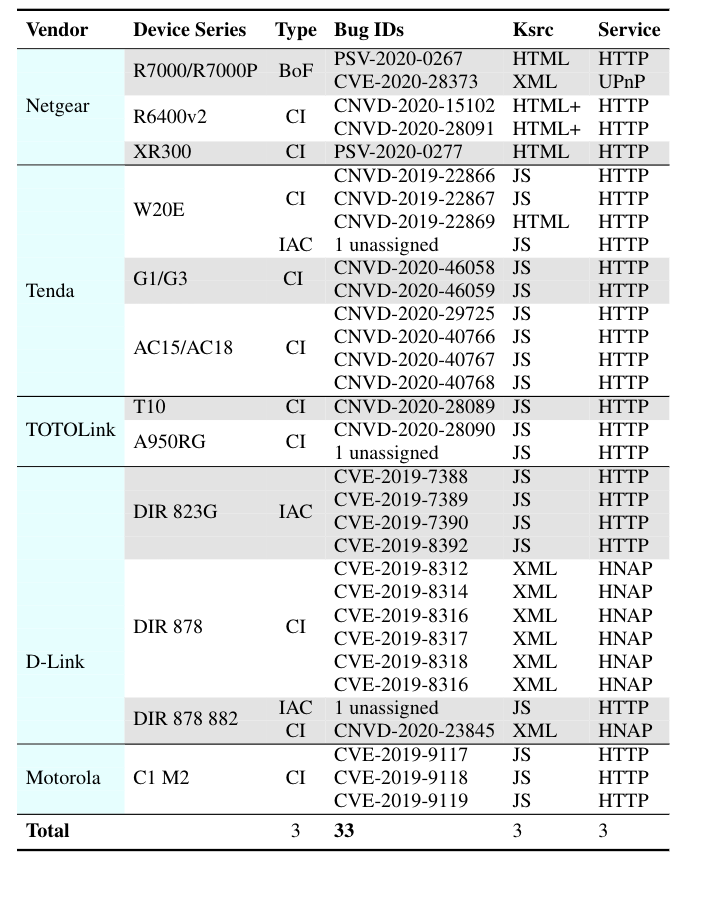 Vendor Device Series Type Bug IDs Ksrc Service
Netgear R7000/R7000P BoF PSV-2020-0267 HTML HTTP
CVE-2020-28373 XML UPnP
R6400v2 CI CNVD-2020-15102 HTML+ HTTP
CNVD-2020-28091 HTML+ HTTP
XR300 CI PSV-2020-0277 HTML HTTP
Tenda W20E CI CNVD-2019-22866 JS HTTP
CNVD-2019-22867 JS HTTP
CNVD-2019-22869 HTML HTTP
IAC 1 unassigned JS HTTP
G1/G3 CI CNVD-2020-46058 JS HTTP
CNVD-2020-46059 JS HTTP
AC15/AC18 CI CNVD-2020-29725 JS HTTP
CNVD-2020-40766 JS HTTP
CNVD-2020-40767 JS HTTP
CNVD-2020-40768 JS HTTP
TOTOLink T10 CI CNVD-2020-28089 JS HTTP
A950RG CI CNVD-2020-28090 JS HTTP
1 unassigned JS HTTP
D-Link DIR 823G IAC CVE-2019-7388 JS HTTP
CVE-2019-7389 JS HTTP
CVE-2019-7390 JS HTTP
CVE-2019-8392 JS HTTP
DIR 878 CI CVE-2019-8312 XML HNAP
CVE-2019-8314 XML HNAP
CVE-2019-8316 XML HNAP
CVE-2019-8317 XML HNAP
CVE-2019-8318 XML HNAP
CVE-2019-8316 XML HNAP
DIR 878 882 IAC 1 unassigned JS HTTP
CI CNVD-2020-23845 XML HNAP
Motorola C1 M2 CI CVE-2019-9117 JS HTTP
CVE-2019-9118 JS HTTP
CVE-2019-9119 JS HTTP
Total 3 33 3 3